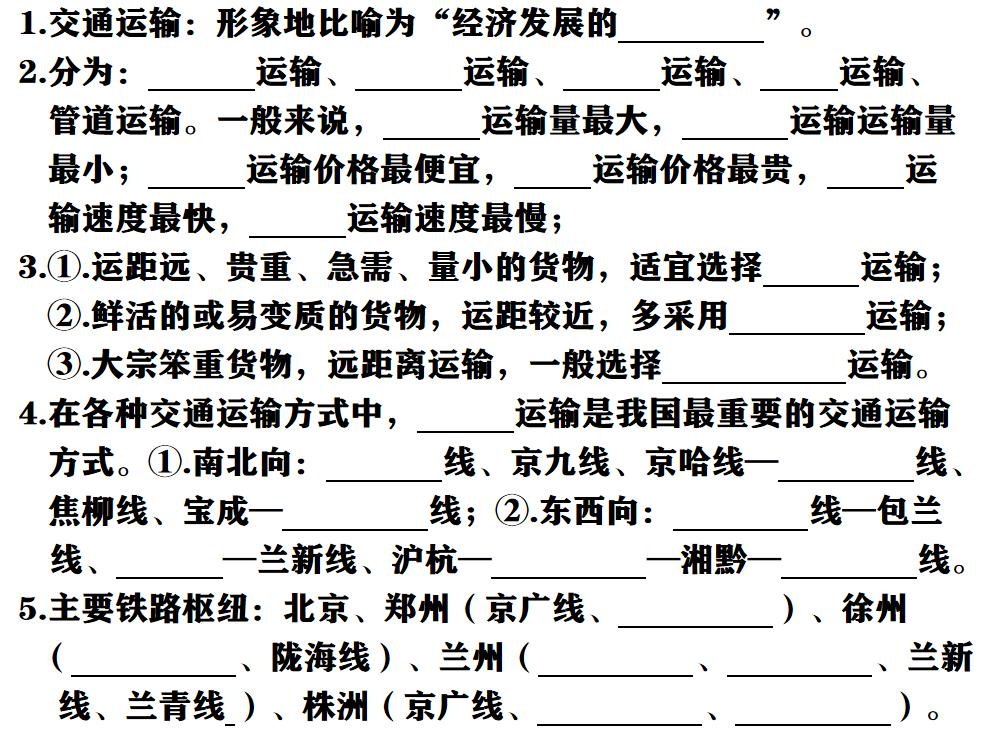 1.交通运输：形象地比喻为“经济发展的________”。
2.分为：______运输、______运输、______运输、____运输、
管道运输。一般来说，______运输量最大，______运输运输量
最小；______运输价格最便宜，____运输价格最贵，____运
输速度最快，______运输速度最慢；
3.①.运距远、贵重、急需、量小的货物，适宜选择______运输；
②.鲜活的或易变质的货物，运距较近，多采用________运输；
③.大宗笨重货物，远距离运输，一般选择__________运输。
4.在各种交通运输方式中，______运输是我国最重要的交通运输
方式。①.南北向：______线、京九线、京哈线—________线、
焦柳线、宝成—________线；②.东西向：________线—包兰
线、______—兰新线、沪杭—________—湘黔—________线。
5.主要铁路枢纽：北京、郑州（京广线、________）、徐州
（________、陇海线）、兰州（________、________、兰新
线、兰青线_）、株洲（京广线、________、________）。